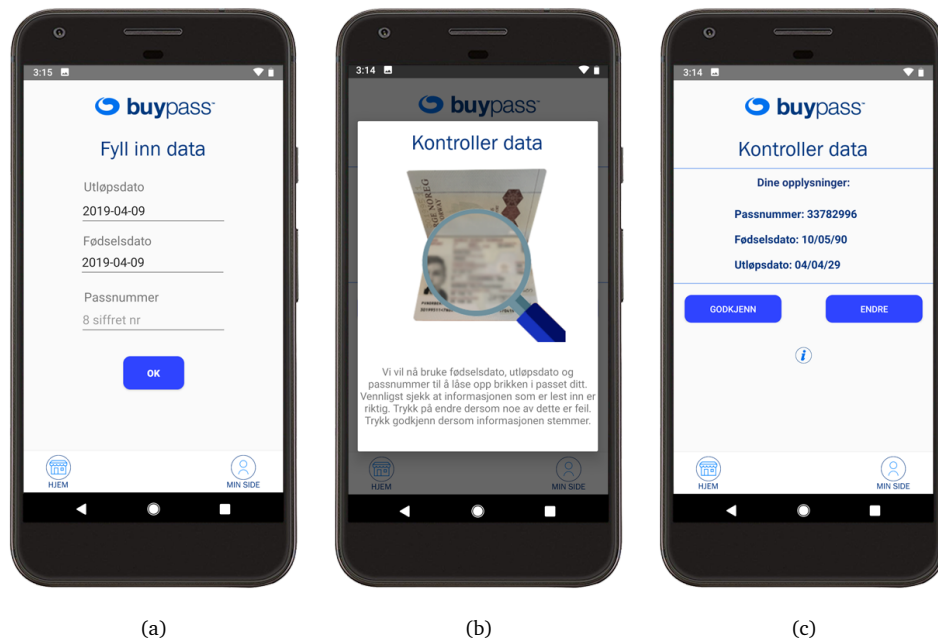 3:15
buypass
Fyll inn data
Utløpsdato
2019-04-09
Fødselsdato
2019-04-09
Passnummer
8 siffret nr
OK
HJEM
MIN SIDE
(a)
3:14
buypass
Kontroller data
Vi vil nå bruke fødselsdato, utløpsdato og
passnummer til å låse opp brikken i passet ditt.
Vennligst sjekk at informasjonen som er lest inn er
riktig. Trykk på endre dersom noe av dette er feil.
Trykk godkjenn dersom informasjonen stemmer.
HJEM
MIN SIDE
(b)
3:14
buypass
Kontroller data
Dine opplysninger:
Passnummer: 33782996
Fødselsdato: 10/05/90
Utløpsdato: 04/04/29
GODKJENN
ENDRE
i
HJEM
MIN SIDE
(c)